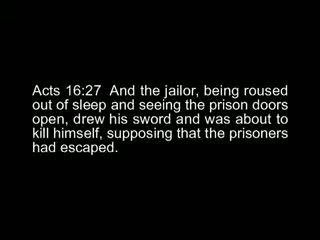 Acts 16:27  And the jailor, being roused
out of sleep and seeing the prison doors
open, drew his sword and was about to
kill himself, supposing that the prisoners
had escaped.